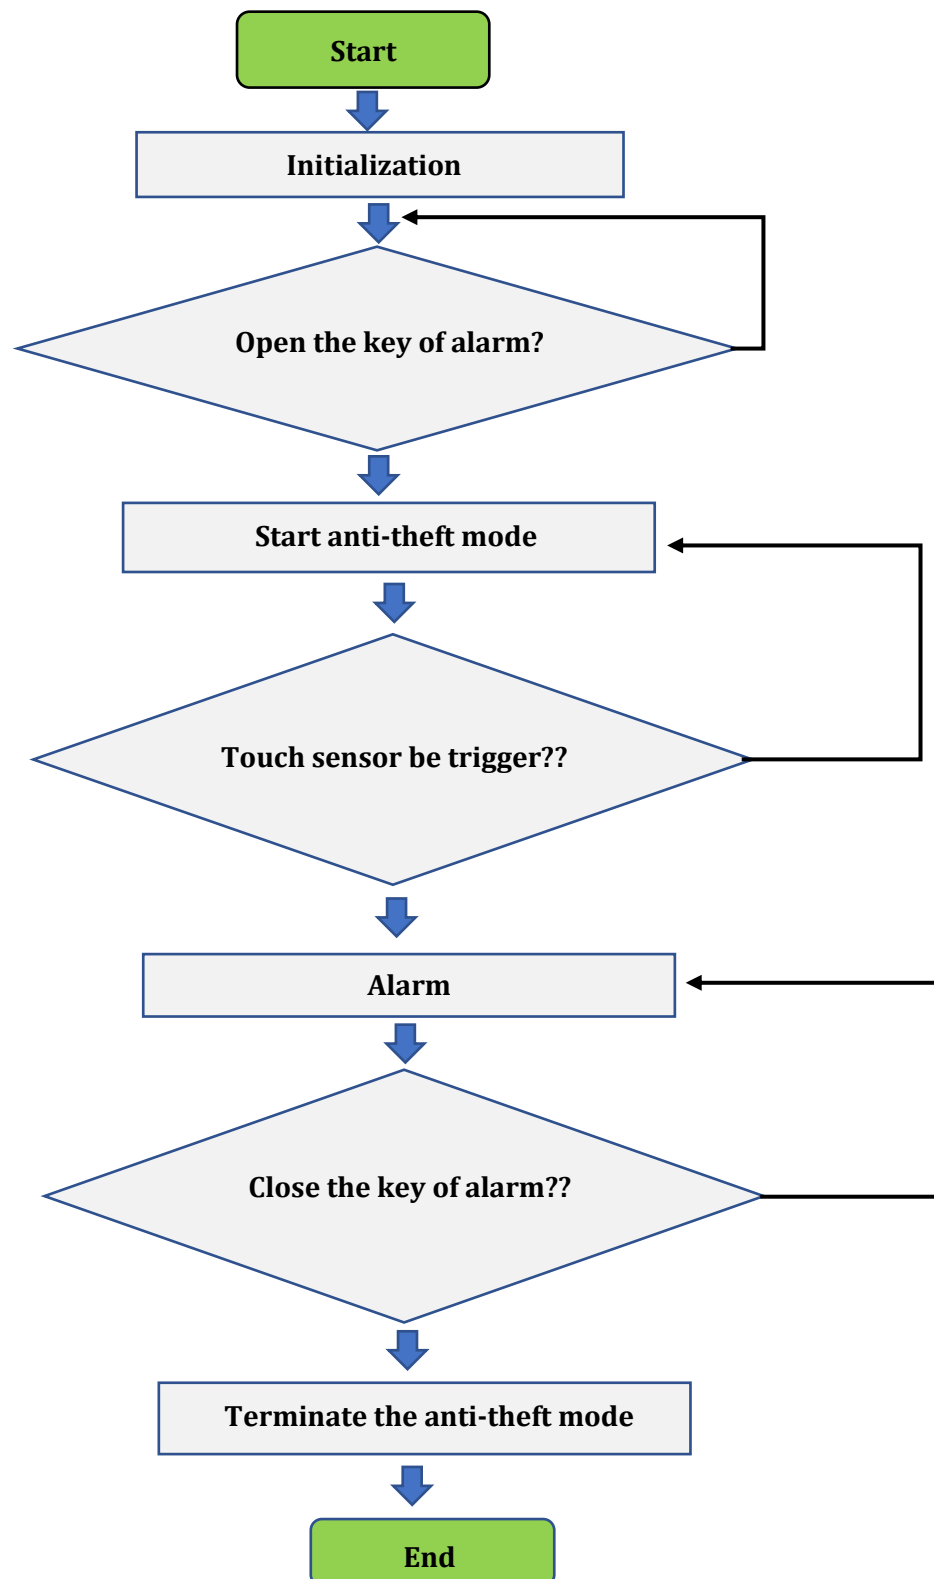 Start
Initialization
Open the key of alarm?
Start anti-theft mode
Touch sensor be trigger??
Alarm
Close the key of alarm??
Terminate the anti-theft mode
End